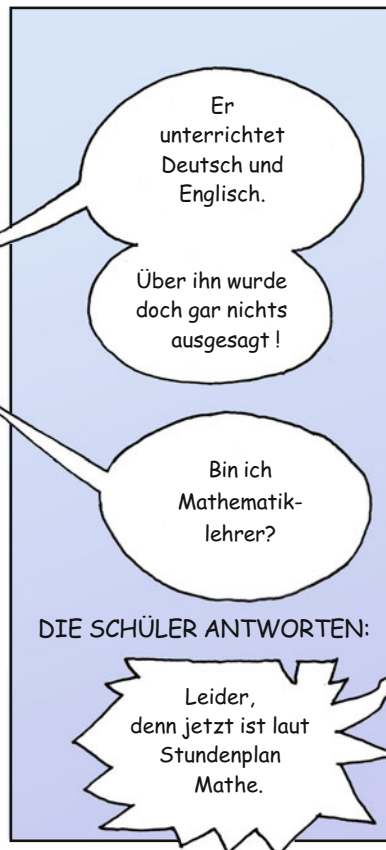 Er
unterrichtet
Deutsch und
Englisch.
Über ihn wurde
doch gar nichts
ausgesagt !
Bin ich
Mathematik-
lehrer?
DIE SCHÜLER ANTWORTEN:
Leider,
denn jetzt ist laut
Stundenplan
Mathe.